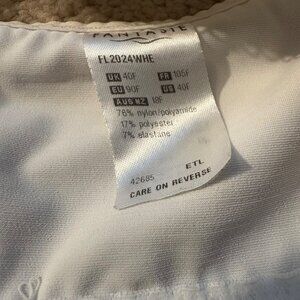 FANTASIE
FL2024WHE
UK 40F FR 105F
EU 90F US 40F
AUS NZ 18F
76% nylon/polyamide
17% polyester
7% elastane
ETL
42685
CARE ON REVERSE